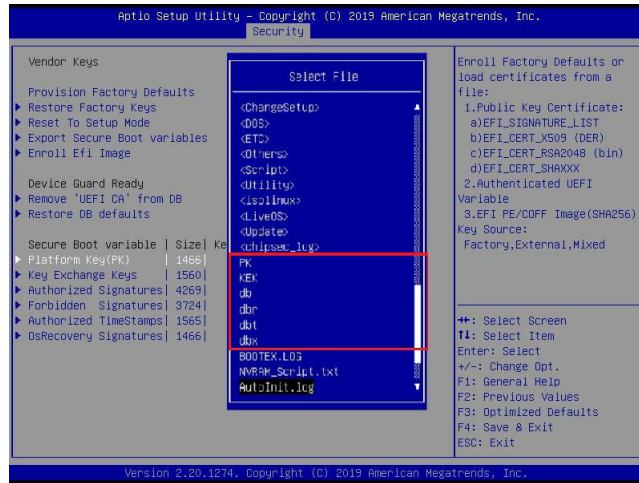 Aptio Setup Utility – Copyright (C) 2019 American Megatrends, Inc.
Security
Vendor Keys
Provision Factory Defaults
Restore Factory Keys
Reset To Setup Mode
Export Secure Boot variables
Enroll Efi Image
Device Guard Ready
Remove 'UEFI CA' from DB
Restore DB defaults
Secure Boot variable | Size| Ke
Platform Key(PK) | 1466|
Key Exchange Keys | 1560|
Authorized Signatures| 4269|
Forbidden Signatures| 3724|
Authorized TimeStamps| 1565|
OsRecovery Signatures| 1466|
Select File
<ChangeSetup>
<DOS>
<ETC>
<Others>
<Script>
<Utility>
<isolinux>
<LiveOS>
<Update>
<chipsec_log>
PK
KEK
db
dbr
dbt
dbx
BOOTEX.LOG
NVRAM_Script.txt
AutoInit.log
Enroll Factory Defaults or
load certificates from a
file:
1.Public Key Certificate:
a)EFI_SIGNATURE_LIST
b)EFI_CERT_X509 (DER)
c)EFI_CERT_RSA2048 (bin)
d)EFI_CERT_SHAXXX
2.Authenticated UEFI
Variable
3.EFI PE/COFF Image(SHA256)
Key Source:
Factory,External,Mixed
→←: Select Screen
↑↓: Select Item
Enter: Select
+/-: Change Opt.
F1: General Help
F2: Previous Values
F3: Optimized Defaults
F4: Save & Exit
ESC: Exit
Version 2.20.1274. Copyright (C) 2019 American Megatrends, Inc.